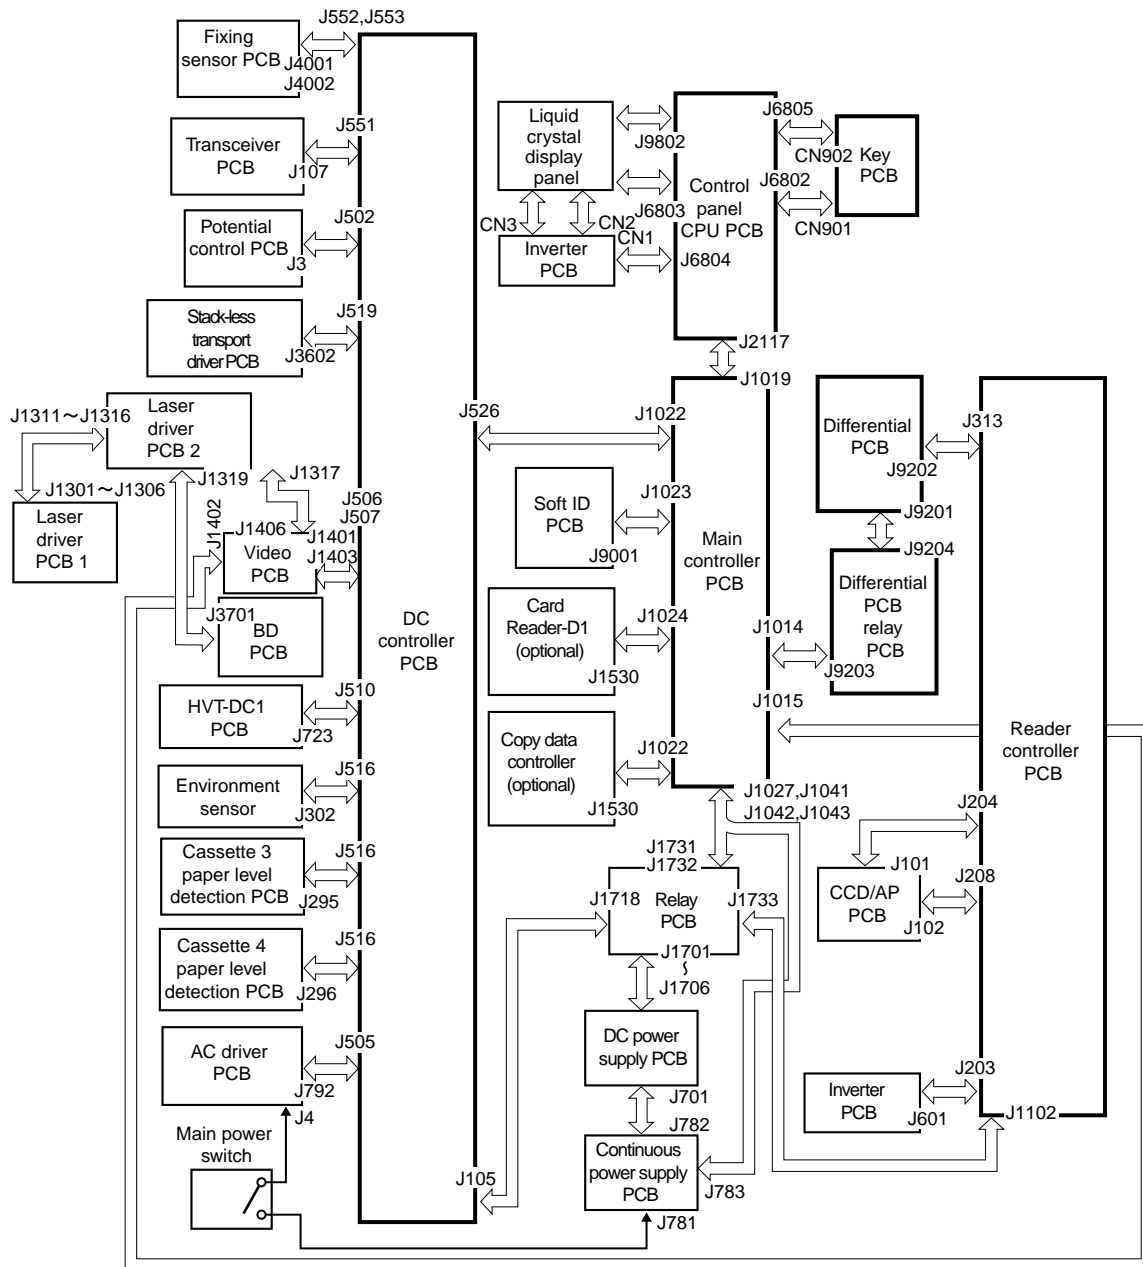 J552,J553
Fixing
sensor PCB
J4001
J4002
J551
Transceiver
PCB
J107
J502
Potential
control PCB
J3
J519
Stack-less
transport
driver PCB
J3602
Laser
driver
PCB 2
J1311～J1316
J1319
J1317
J1301～J1306
Laser
driver
PCB 1
J1402
J1406
J506
J507
J1401
J1403
Video
PCB
J3701
BD
PCB
J510
HVT-DC1
PCB
J723
J516
Environment
sensor
J302
J516
Cassette 3
paper level
detection PCB
J295
J516
Cassette 4
paper level
detection PCB
J296
J505
AC driver
PCB
J792
J4
Main power
switch
DC
controller
PCB
J526
J105
Liquid
crystal
display
panel
J9802
J6803
CN3
CN2
CN1
Inverter
PCB
J6804
Control
panel
CPU PCB
J6805
CN902
J6802
CN901
Key
PCB
J2117
J1019
J1022
J1023
Soft ID
PCB
J9001
Main
controller
PCB
Card
Reader-D1
(optional)
J1024
J1530
Copy data
controller
(optional)
J1022
J1530
J1014
J1015
J1027,J1041
J1042,J1043
Differential
PCB
J313
J9202
J9201
J9204
Differential
PCB
relay
PCB
J9203
Reader
controller
PCB
J204
J101
CCD/AP
PCB
J208
J102
J1731
J1732
J1718
Relay
PCB
J1733
J1701
～
J1706
DC power
supply PCB
J701
J782
Continuous
power supply
PCB
J783
J781
J203
Inverter
PCB
J601
J1102